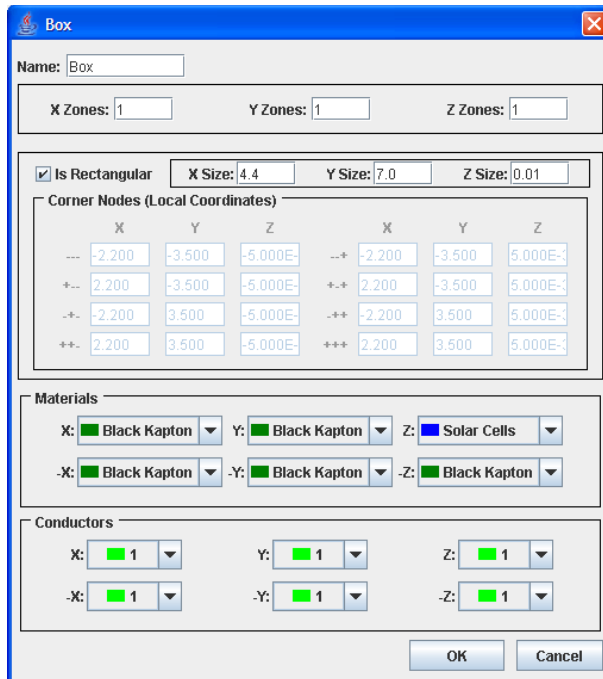 Box
Name: Box
X Zones: 1 Y Zones: 1 Z Zones: 1
Is Rectangular X Size: 4.4 Y Size: 7.0 Z Size: 0.01
Corner Nodes (Local Coordinates)
X Y Z X Y Z
--- -2.200 -3.500 -5.000E- --+ -2.200 -3.500 5.000E-3
+-- 2.200 -3.500 -5.000E- +-+ 2.200 -3.500 5.000E-3
-+- -2.200 3.500 -5.000E- -++ -2.200 3.500 5.000E-3
++- 2.200 3.500 -5.000E- +++ 2.200 3.500 5.000E-3
Materials
X: Black Kapton Y: Black Kapton Z: Solar Cells
-X: Black Kapton -Y: Black Kapton -Z: Black Kapton
Conductors
X: 1 Y: 1 Z: 1
-X: 1 -Y: 1 -Z: 1
OK Cancel